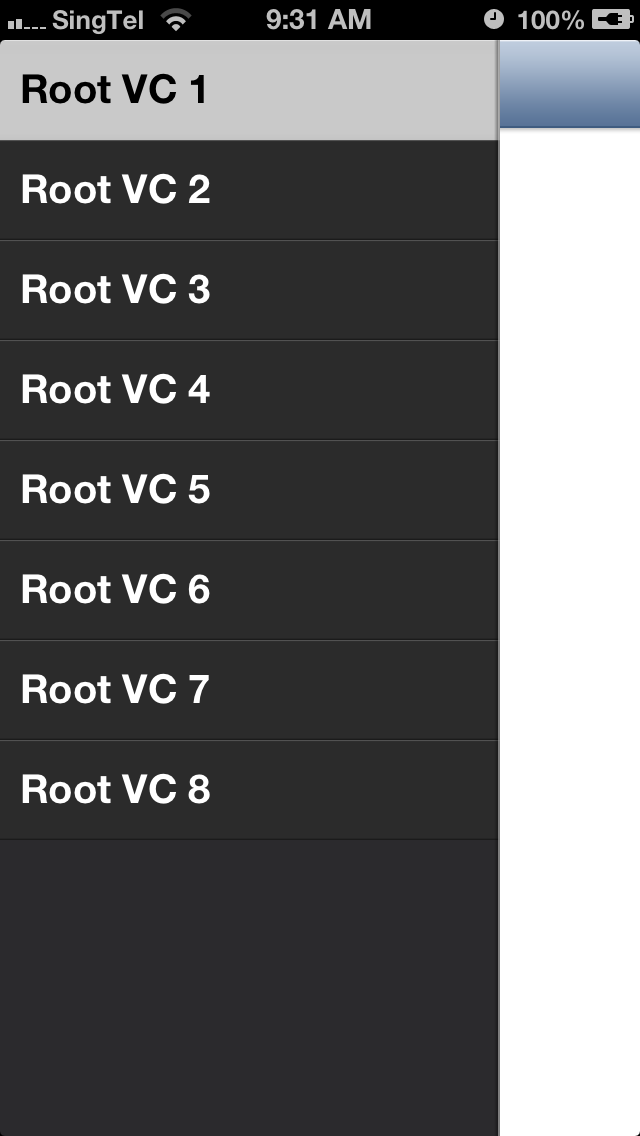 SingTel 9:31 AM 100%
Root VC 1
Root VC 2
Root VC 3
Root VC 4
Root VC 5
Root VC 6
Root VC 7
Root VC 8